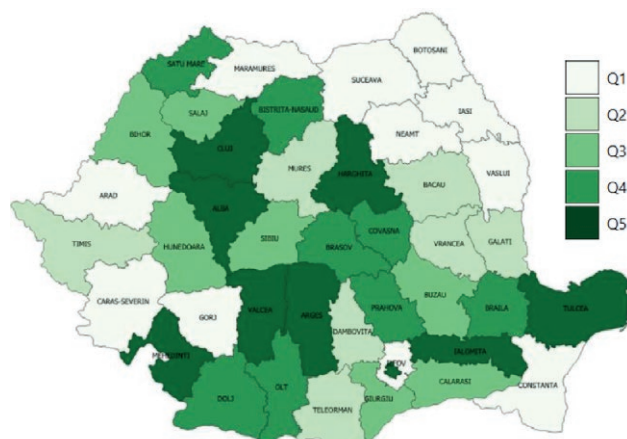 BOTOSANI
SATU MARE
MARAMURES
SUCEAVA
Q1
Q2
Q3
Q4
Q5
SALAJ
BISTRITA-NASAUD
IASI
BIHOR
CLUJ
NEAMT
MURES
HARGHITA
VASLUI
BACAU
ARAD
ALBA
TIMIS
HUNEDOARA
SIBIU
BRASOV
COVASNA
VRANCEA
GALATI
CARAS-SEVERIN
GORJ
VALCEA
ARGES
PRAHOVA
BUZAU
BRAILA
TULCEA
DAMBOVITA
MEHEDINTI
IALOMITA
DOLJ
OLT
CALARASI
CONSTANTA
TELEORMAN
GIURGIU